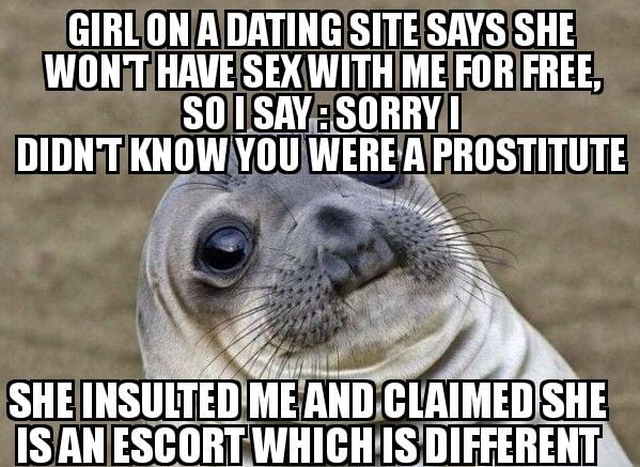 GIRL ON A DATING SITE SAYS SHE
WON'T HAVE SEX WITH ME FOR FREE,
SO I SAY : SORRY I
DIDN'T KNOW YOU WERE A PROSTITUTE
SHE INSULTED ME AND CLAIMED SHE
IS AN ESCORT WHICH IS DIFFERENT